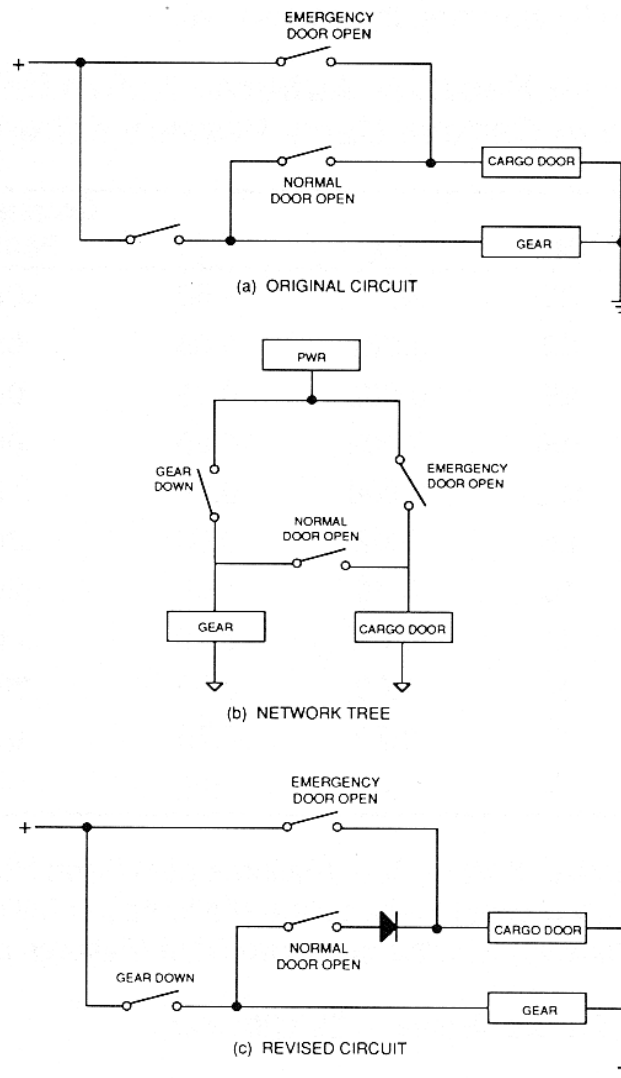 EMERGENCY
DOOR OPEN
+
CARGO DOOR
NORMAL
DOOR OPEN
GEAR
(a) ORIGINAL CIRCUIT
PWR
GEAR
DOWN
EMERGENCY
DOOR OPEN
NORMAL
DOOR OPEN
GEAR
CARGO DOOR
(b) NETWORK TREE
EMERGENCY
DOOR OPEN
+
CARGO DOOR
NORMAL
DOOR OPEN
GEAR DOWN
GEAR
(c) REVISED CIRCUIT